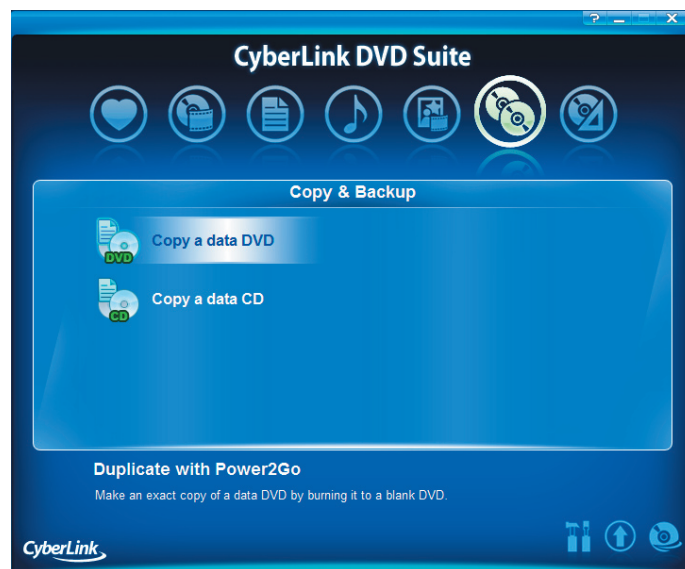 CyberLink DVD Suite
Copy & Backup
DVD
Copy a data DVD
CD
Copy a data CD
Duplicate with Power2Go
Make an exact copy of a data DVD by burning it to a blank DVD.
CyberLink